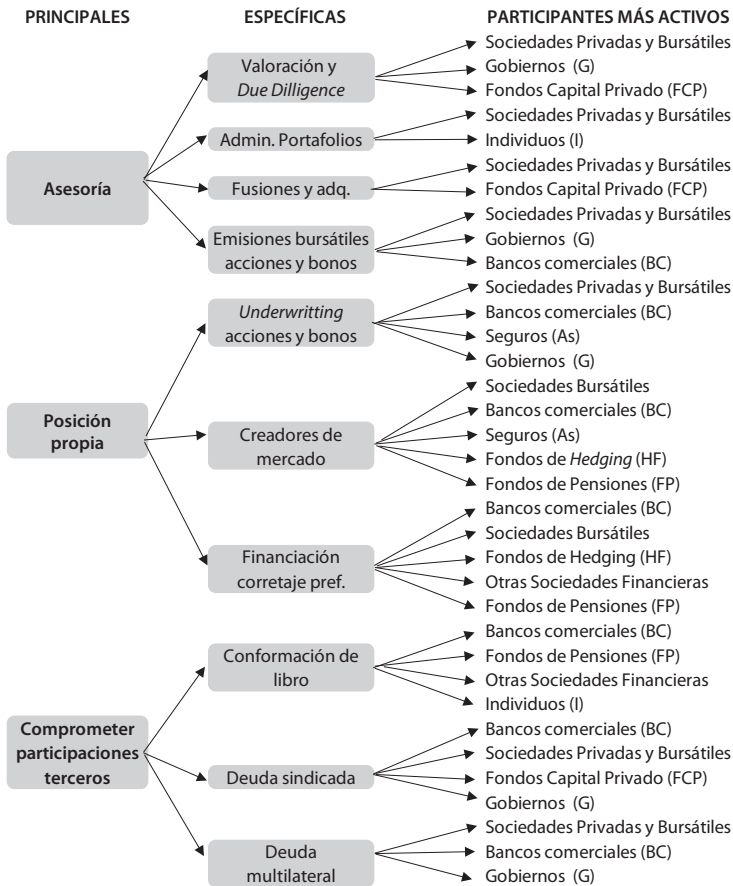 PRINCIPALES
ESPECÍFICAS
PARTICIPANTES MÁS ACTIVOS
Asesoría
Valoración y
Due Dilligence
Sociedades Privadas y Bursátiles
Gobiernos (G)
Fondos Capital Privado (FCP)
Admin. Portafolios
Sociedades Privadas y Bursátiles
Individuos (I)
Fusiones y adq.
Sociedades Privadas y Bursátiles
Fondos Capital Privado (FCP)
Emisiones bursátiles
acciones y bonos
Sociedades Privadas y Bursátiles
Gobiernos (G)
Bancos comerciales (BC)
Posición
propia
Underwritting
acciones y bonos
Sociedades Privadas y Bursátiles
Bancos comerciales (BC)
Seguros (As)
Gobiernos (G)
Creadores de
mercado
Sociedades Bursátiles
Bancos comerciales (BC)
Seguros (As)
Fondos de Hedging (HF)
Fondos de Pensiones (FP)
Financiación
corretaje pref.
Bancos comerciales (BC)
Sociedades Bursátiles
Fondos de Hedging (HF)
Otras Sociedades Financieras
Fondos de Pensiones (FP)
Comprometer
participaciones
terceros
Conformación de
libro
Bancos comerciales (BC)
Fondos de Pensiones (FP)
Otras Sociedades Financieras
Individuos (I)
Deuda sindicada
Bancos comerciales (BC)
Sociedades Privadas y Bursátiles
Fondos Capital Privado (FCP)
Gobiernos (G)
Deuda
multilateral
Sociedades Privadas y Bursátiles
Bancos comerciales (BC)
Gobiernos (G)